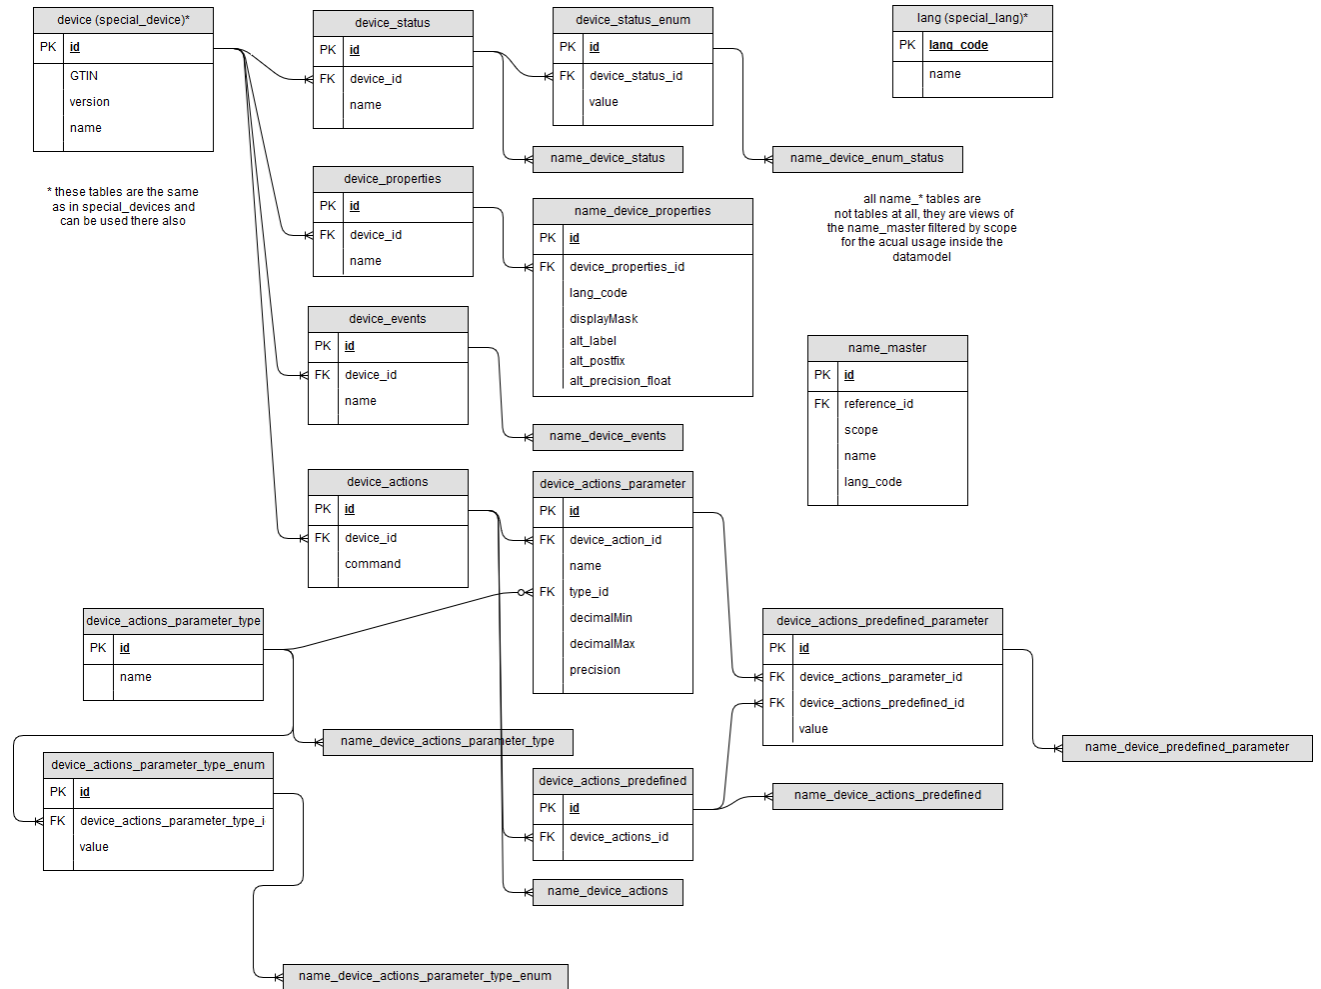 device (special_device)*
PK id
GTIN
version
name
* these tables are the same
as in special_devices and
can be used there also
device_status
PK id
FK device_id
name
device_status_enum
PK id
FK device_status_id
value
lang (special_lang)*
PK lang_code
name
name_device_status
name_device_enum_status
all name_* tables are
not tables at all, they are views of
the name_master filtered by scope
for the acual usage inside the
datamodel
device_properties
PK id
FK device_id
name
name_device_properties
PK id
FK device_properties_id
lang_code
displayMask
alt_label
alt_postfix
alt_precision_float
device_events
PK id
FK device_id
name
name_device_events
name_master
PK id
FK reference_id
scope
name
lang_code
device_actions
PK id
FK device_id
command
device_actions_parameter
PK id
FK device_action_id
name
FK type_id
decimalMin
decimalMax
precision
device_actions_parameter_type
PK id
name
device_actions_predefined_parameter
PK id
FK device_actions_parameter_id
FK device_actions_predefined_id
value
name_device_actions_parameter_type
name_device_predefined_parameter
device_actions_parameter_type_enum
PK id
FK device_actions_parameter_type_i
value
device_actions_predefined
PK id
FK device_actions_id
name_device_actions_predefined
name_device_actions
name_device_actions_parameter_type_enum